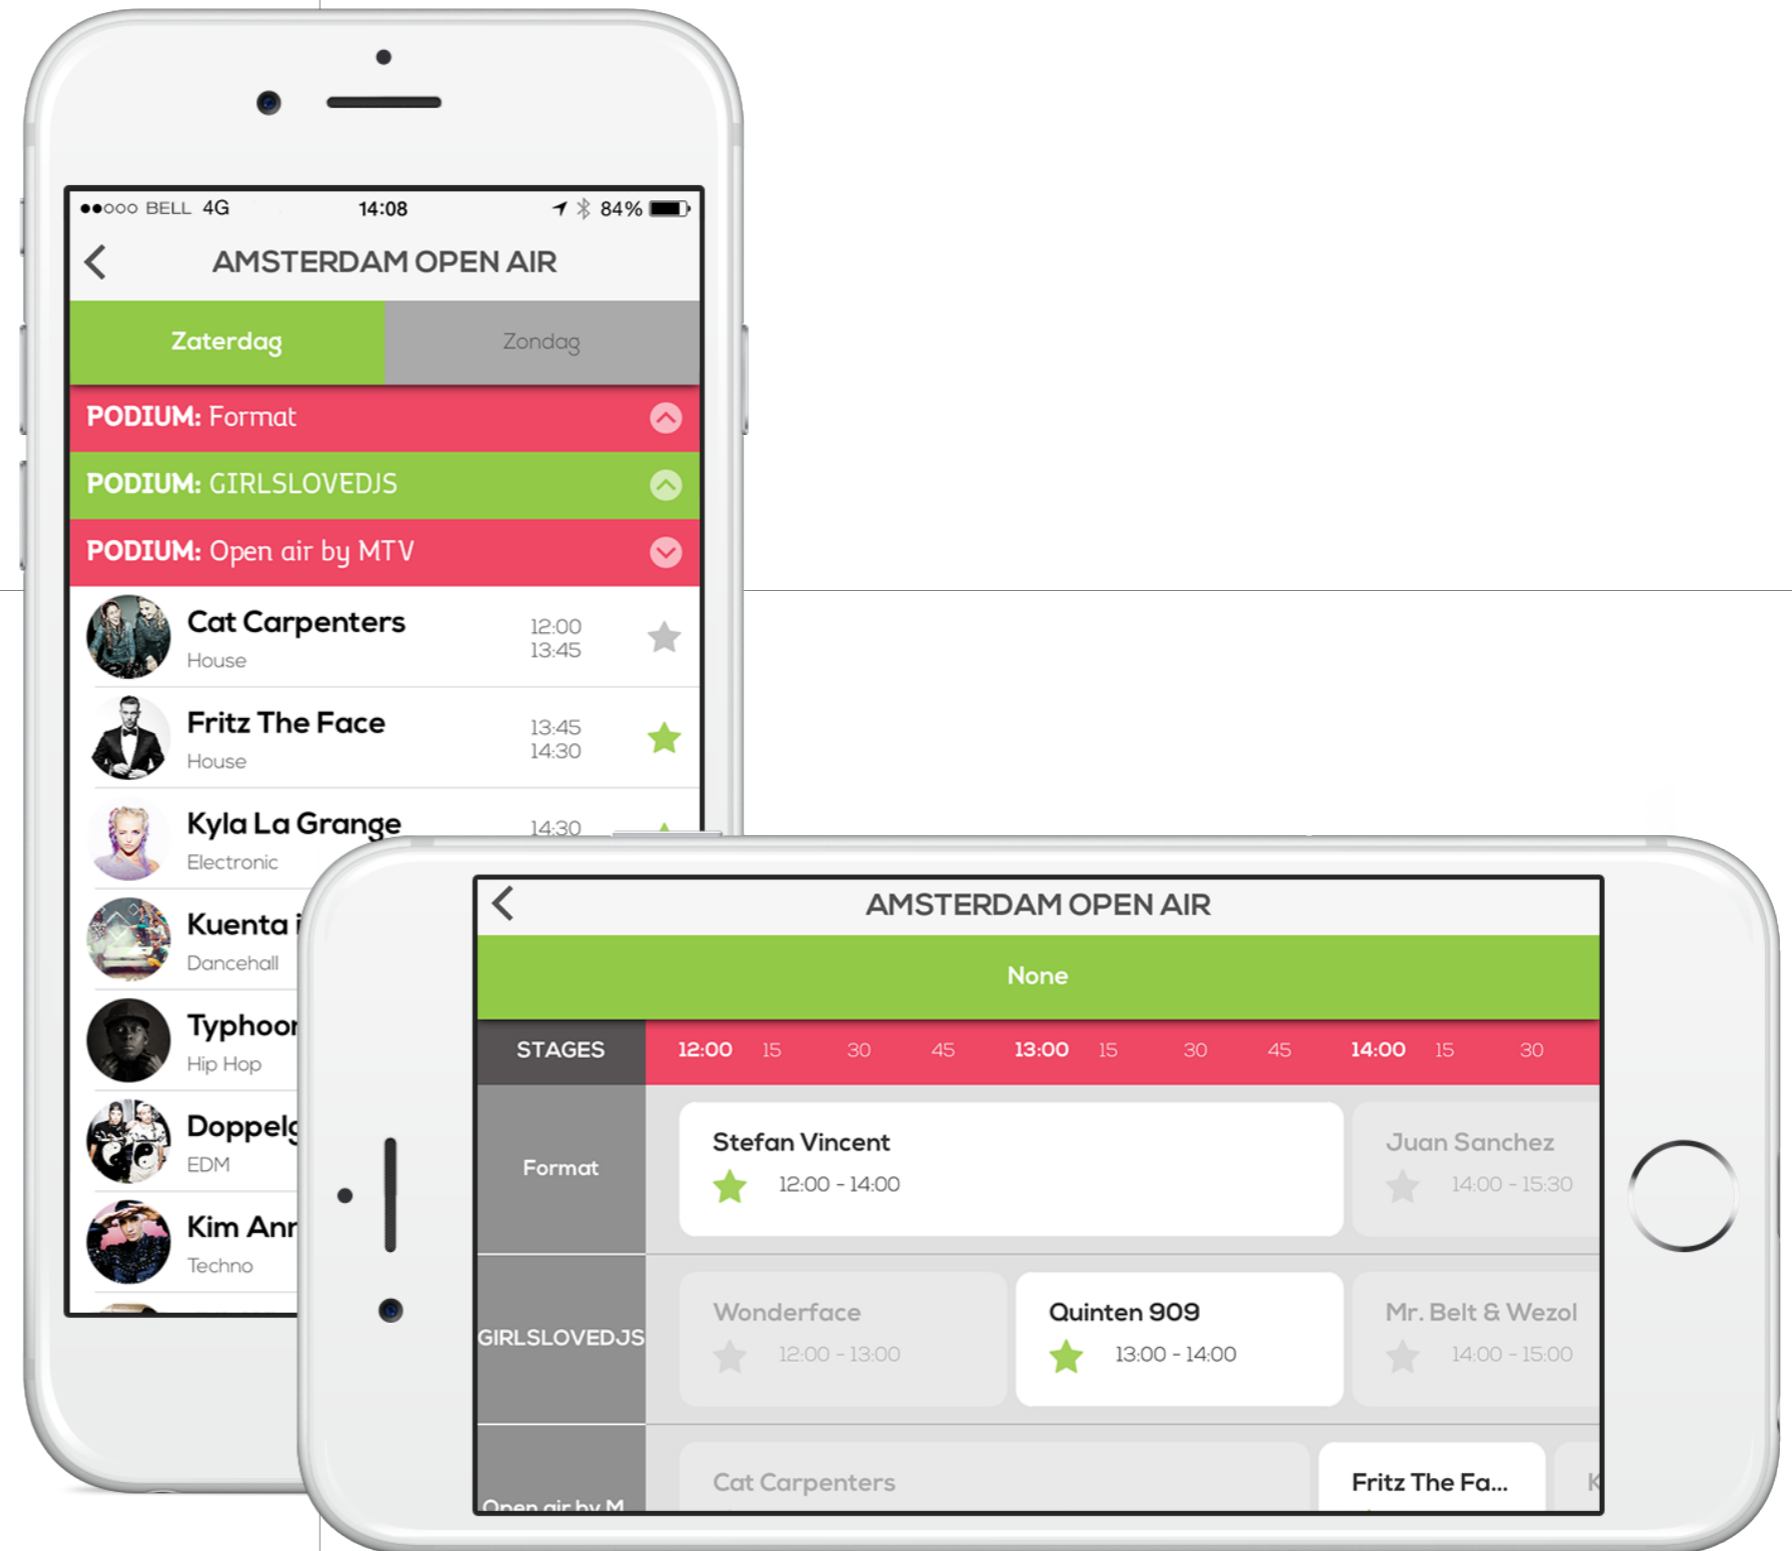 BELL 4G 14:08 84%
AMSTERDAM OPEN AIR
Zaterdag Zondag
PODIUM: Format
PODIUM: GIRLSLOVEDJS
PODIUM: Open air by MTV
Cat Carpenters 12:00
House 13:45
Fritz The Face 13:45
House 14:30
Kyla La Grange 14:30
Electronic
Kuenta i
Dancehall
Hip Hop
EDM
Kim
Techno
AMSTERDAM OPEN AIR
None
STAGES 12:00 15 30 45 13:00 15 30 45 14:00 15 30
Format
Stefan Vincent
12:00 - 14:00
Juan Sanchez
14:00 - 15:30
GIRLSLOVEDJS
Wonderface
12:00 - 13:00
Quinten 909
13:00 - 14:00
Mr. Belt & Wezol
14:00 - 15:00
Open air by M
Cat Carpenters
Fritz The Fa...